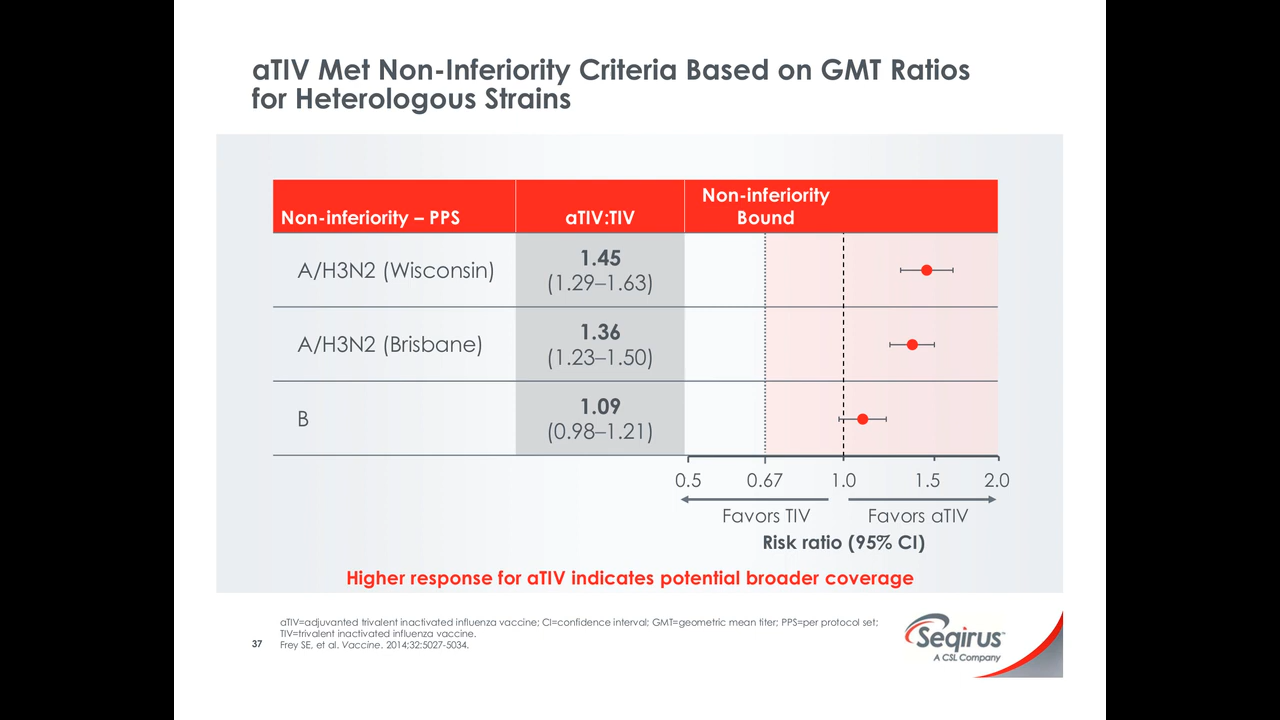 aTIV Met Non-Inferiority Criteria Based on GMT Ratios
for Heterologous Strains
Non-inferiority – PPS
aTIV:TIV
Non-inferiority
Bound
A/H3N2 (Wisconsin)
1.45
(1.29–1.63)
A/H3N2 (Brisbane)
1.36
(1.23–1.50)
B
1.09
(0.98–1.21)
0.5 0.67 1.0 1.5 2.0
Favors TIV Favors aTIV
Risk ratio (95% CI)
Higher response for aTIV indicates potential broader coverage
aTIV=adjuvanted trivalent inactivated influenza vaccine; CI=confidence interval; GMT=geometric mean titer; PPS=per protocol set;
TIV=trivalent inactivated influenza vaccine.
37 Frey SE, et al. Vaccine. 2014;32:5027-5034.
Seqirus™
A CSL Company